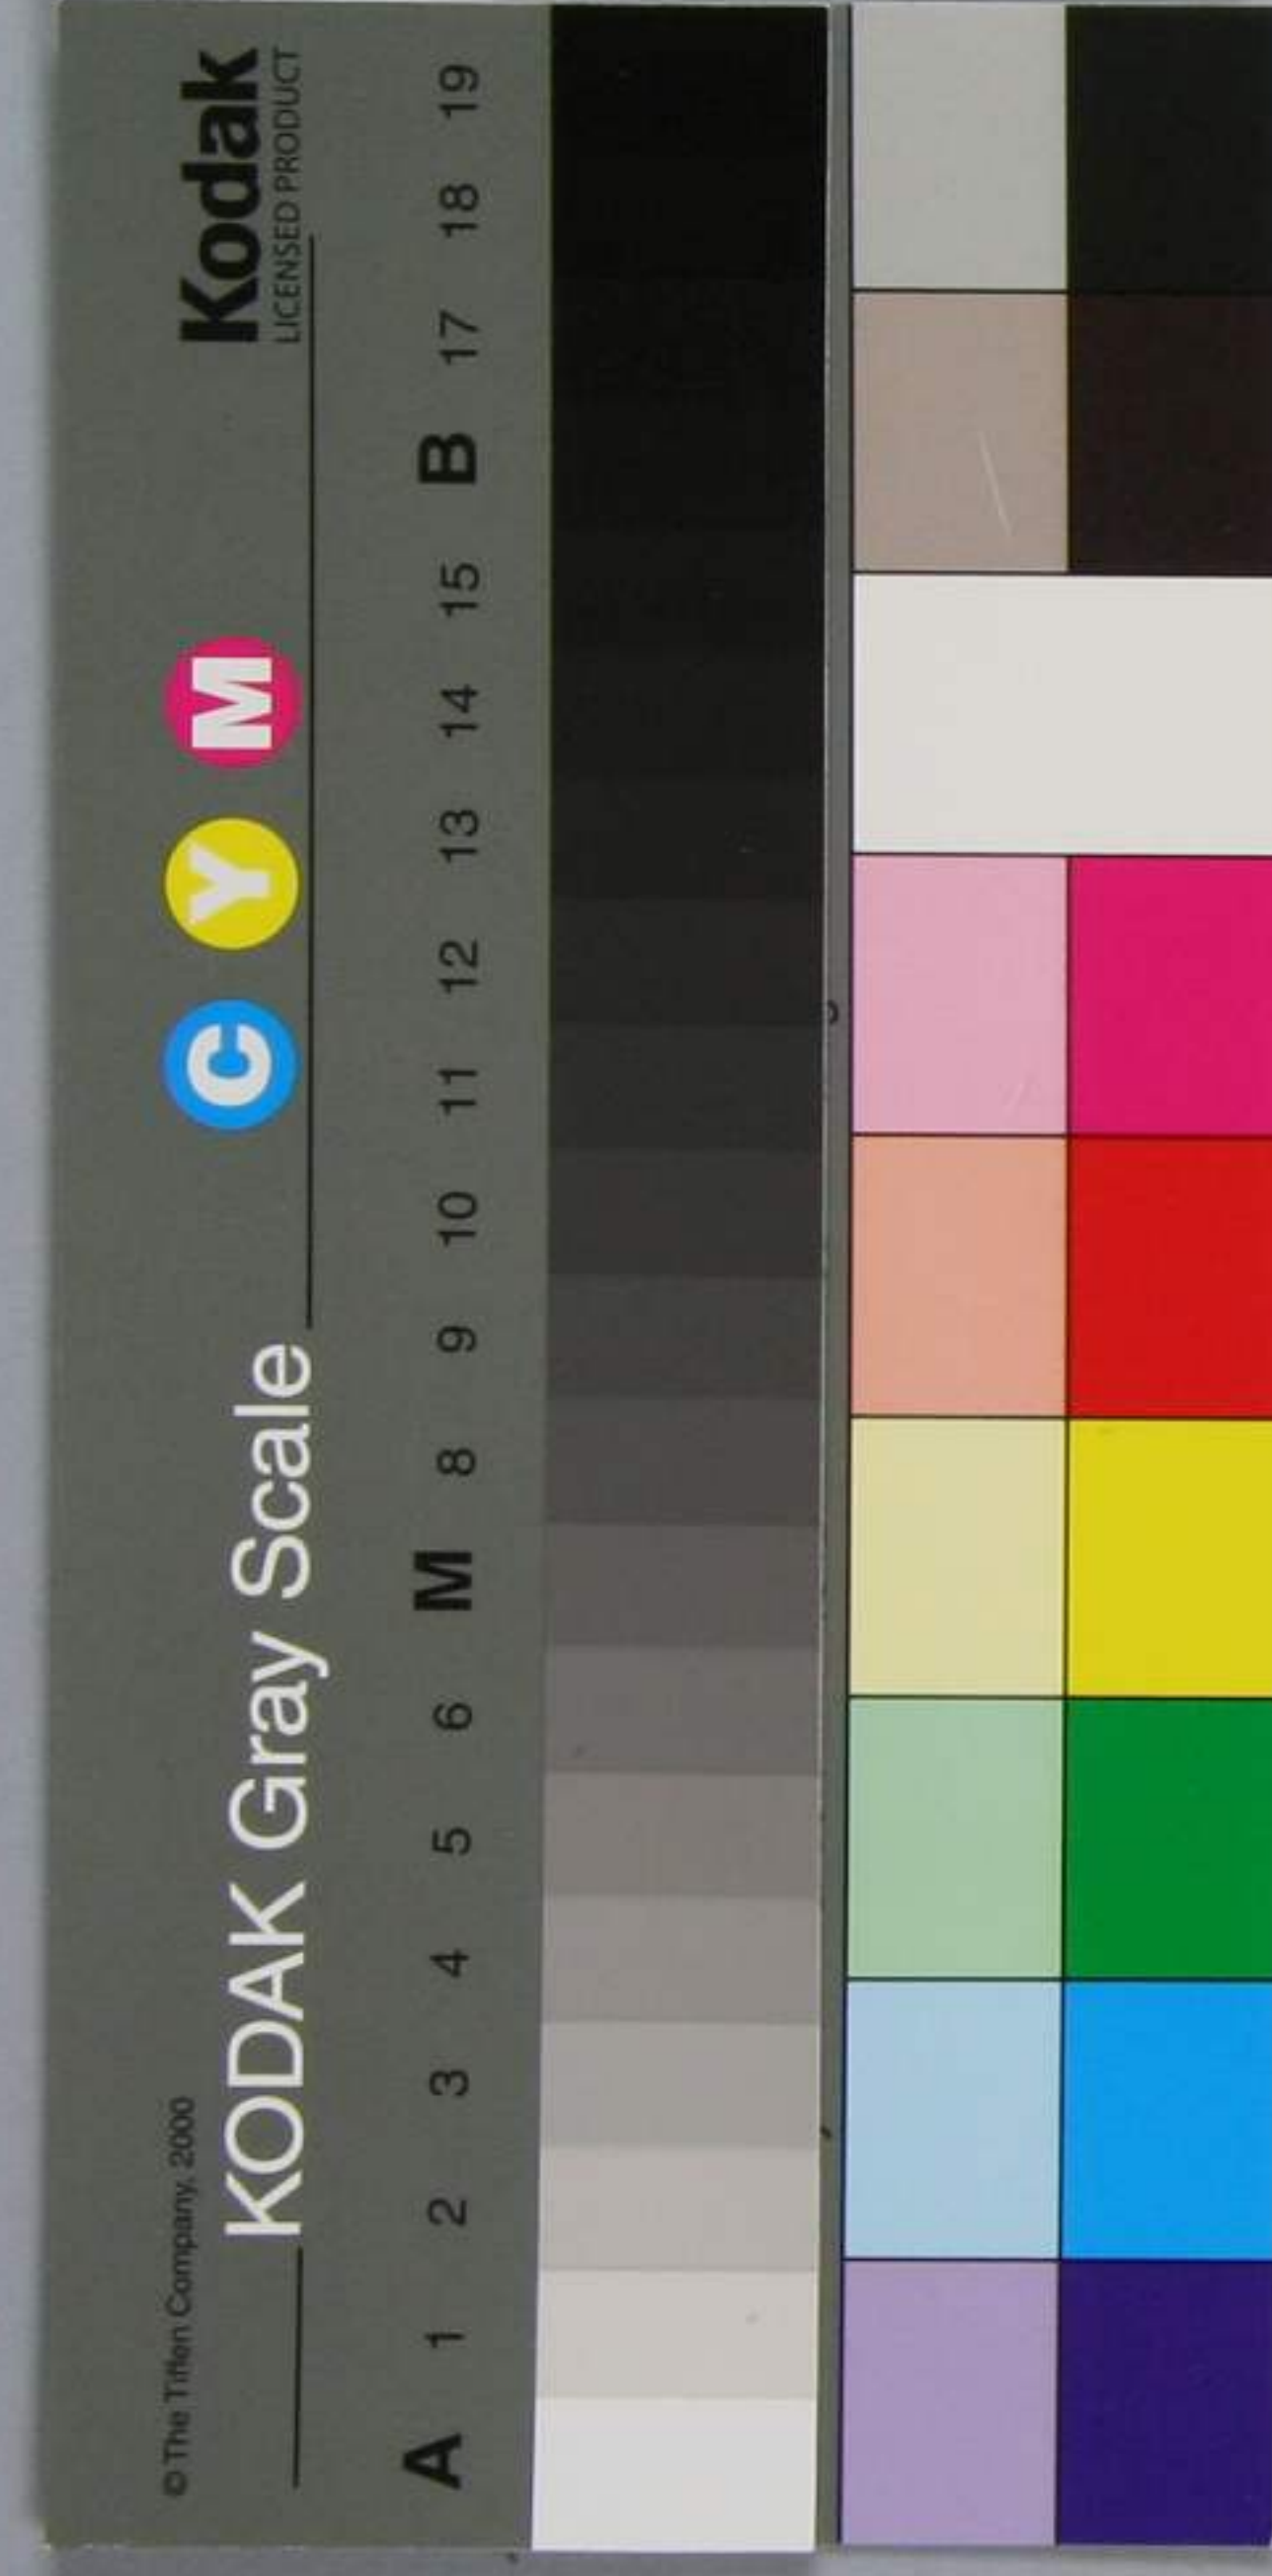 © The Tiffen Company, 2000
KODAK Gray Scale
C Y M
Kodak
LICENSED PRODUCT
A 1 2 3 4 5 6 M 8 9 10 11 12 13 14 15 B 17 18 19